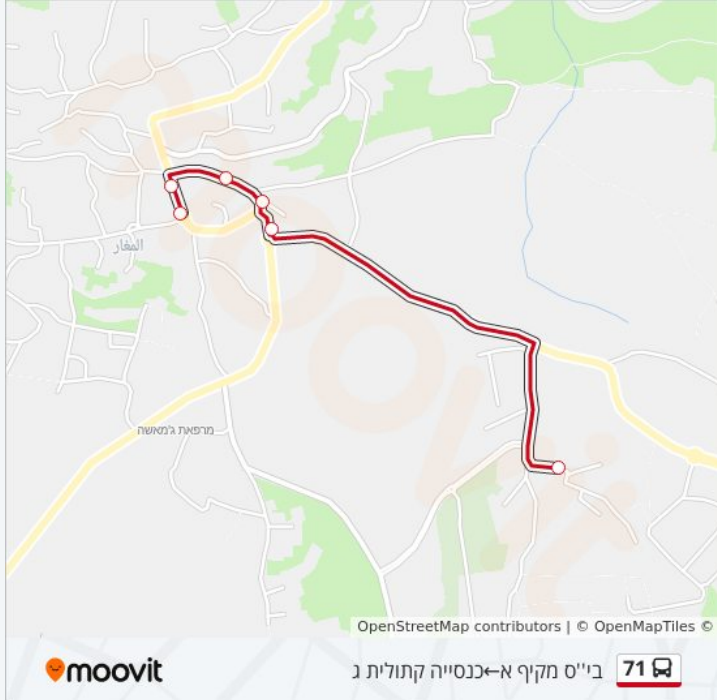 المغار
מרפאת ג'מאשה
OpenStreetMap contributors | © OpenMapTiles ©
moovit
71 בי''ס מקיף א←כנסייה קתולית ג